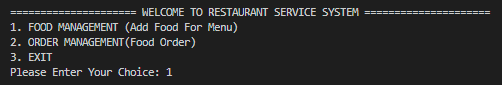 ===================== WELCOME TO RESTAURANT SERVICE SYSTEM =====================
1. FOOD MANAGEMENT (Add Food For Menu)
2. ORDER MANAGEMENT(Food Order)
3. EXIT
Please Enter Your Choice: 1